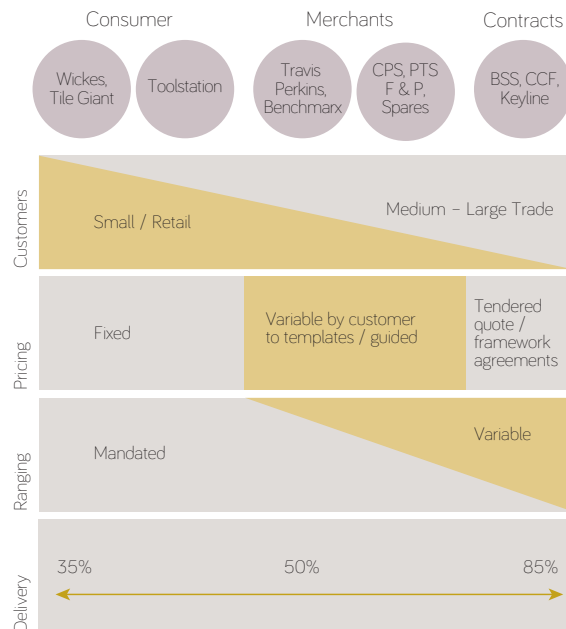 Consumer
Merchants
Contracts
Wickes,
Tile Giant
Toolstation
Travis
Perkins,
Benchmarx
CPS, PTS
F & P,
Spares
BSS, CCF,
Keyline
Customers
Small / Retail
Medium – Large Trade
Pricing
Fixed
Variable by customer
to templates / guided
Tendered
quote /
framework
agreements
Ranging
Mandated
Variable
Delivery
35%
50%
85%